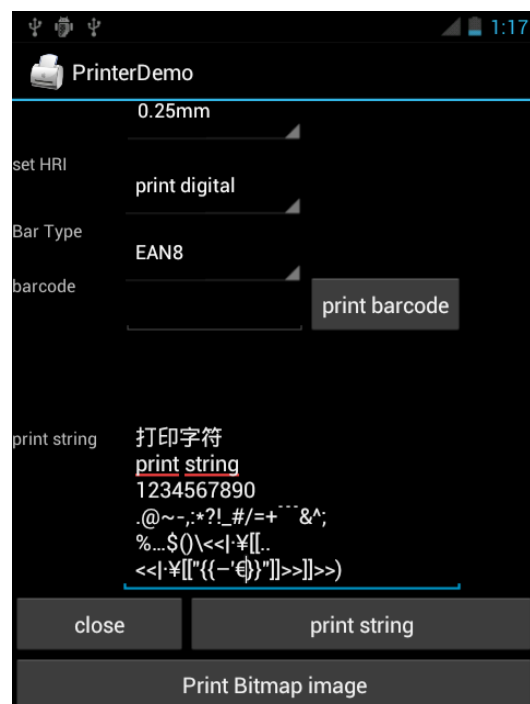 1:17
PrinterDemo
0.25mm
set HRI
print digital
Bar Type
EAN8
barcode
print barcode
print string
打印字符
print string
1234567890
.@~-,:*?!_#/=+¯¯¯&^;
%…$()\<<|·¥[[..
<<|·¥[["{{–'€}}"]]>>]]>>)
close
print string
Print Bitmap image